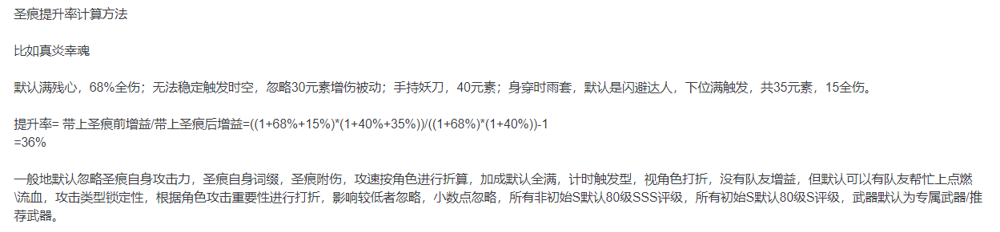 圣痕提升率计算方法
比如真炎幸魂
默认满残心，68%全伤；无法稳定触发时空，忽略30元素增伤被动；手持妖刀，40元素；身穿时雨套，默认是闪避达人，下位满触发，共35元素，15全伤。
提升率= 带上圣痕前增益/带上圣痕后增益=((1+68%+15%)*(1+40%+35%))/((1+68%)*(1+40%))-1
=36%
一般地默认忽略圣痕自身攻击力，圣痕自身词缀，圣痕附伤，攻速按角色进行折算，加成默认全满，计时触发型，视角色打折，没有队友增益，但默认可以有队友帮忙上点燃
\流血，攻击类型锁定性，根据角色攻击重要性进行打折，影响较低者忽略，小数点忽略，所有非初始S默认80级SSS评级，所有初始S默认80级S评级，武器默认为专属武器/推
荐武器。